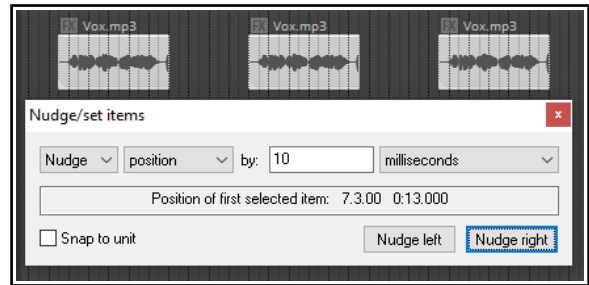 FX Vox.mp3 FX Vox.mp3 FX Vox.mp3
Nudge/set items x
Nudge position by: 10 milliseconds
Position of first selected item: 7.3.00 0:13.000
Snap to unit Nudge left Nudge right